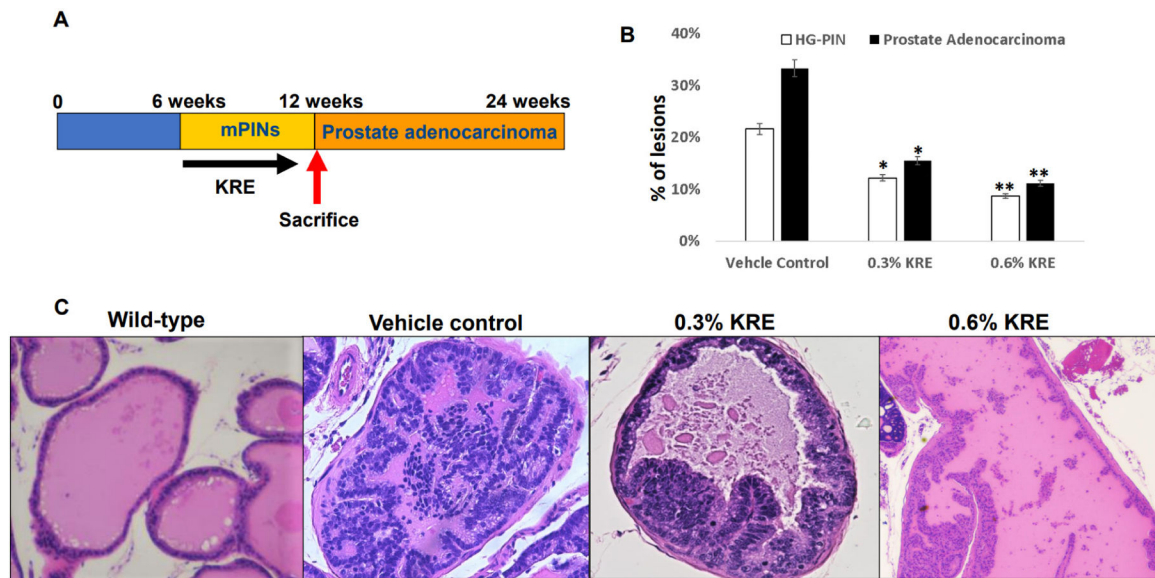 A
0 6 weeks 12 weeks 24 weeks
mPINs Prostate adenocarcinoma
KRE
Sacrifice
B
HG-PIN Prostate Adenocarcinoma
% of lesions
40%
30%
20%
10%
0%
* *
** **
Vehcle Control 0.3% KRE 0.6% KRE
C
Wild-type Vehicle control 0.3% KRE 0.6% KRE